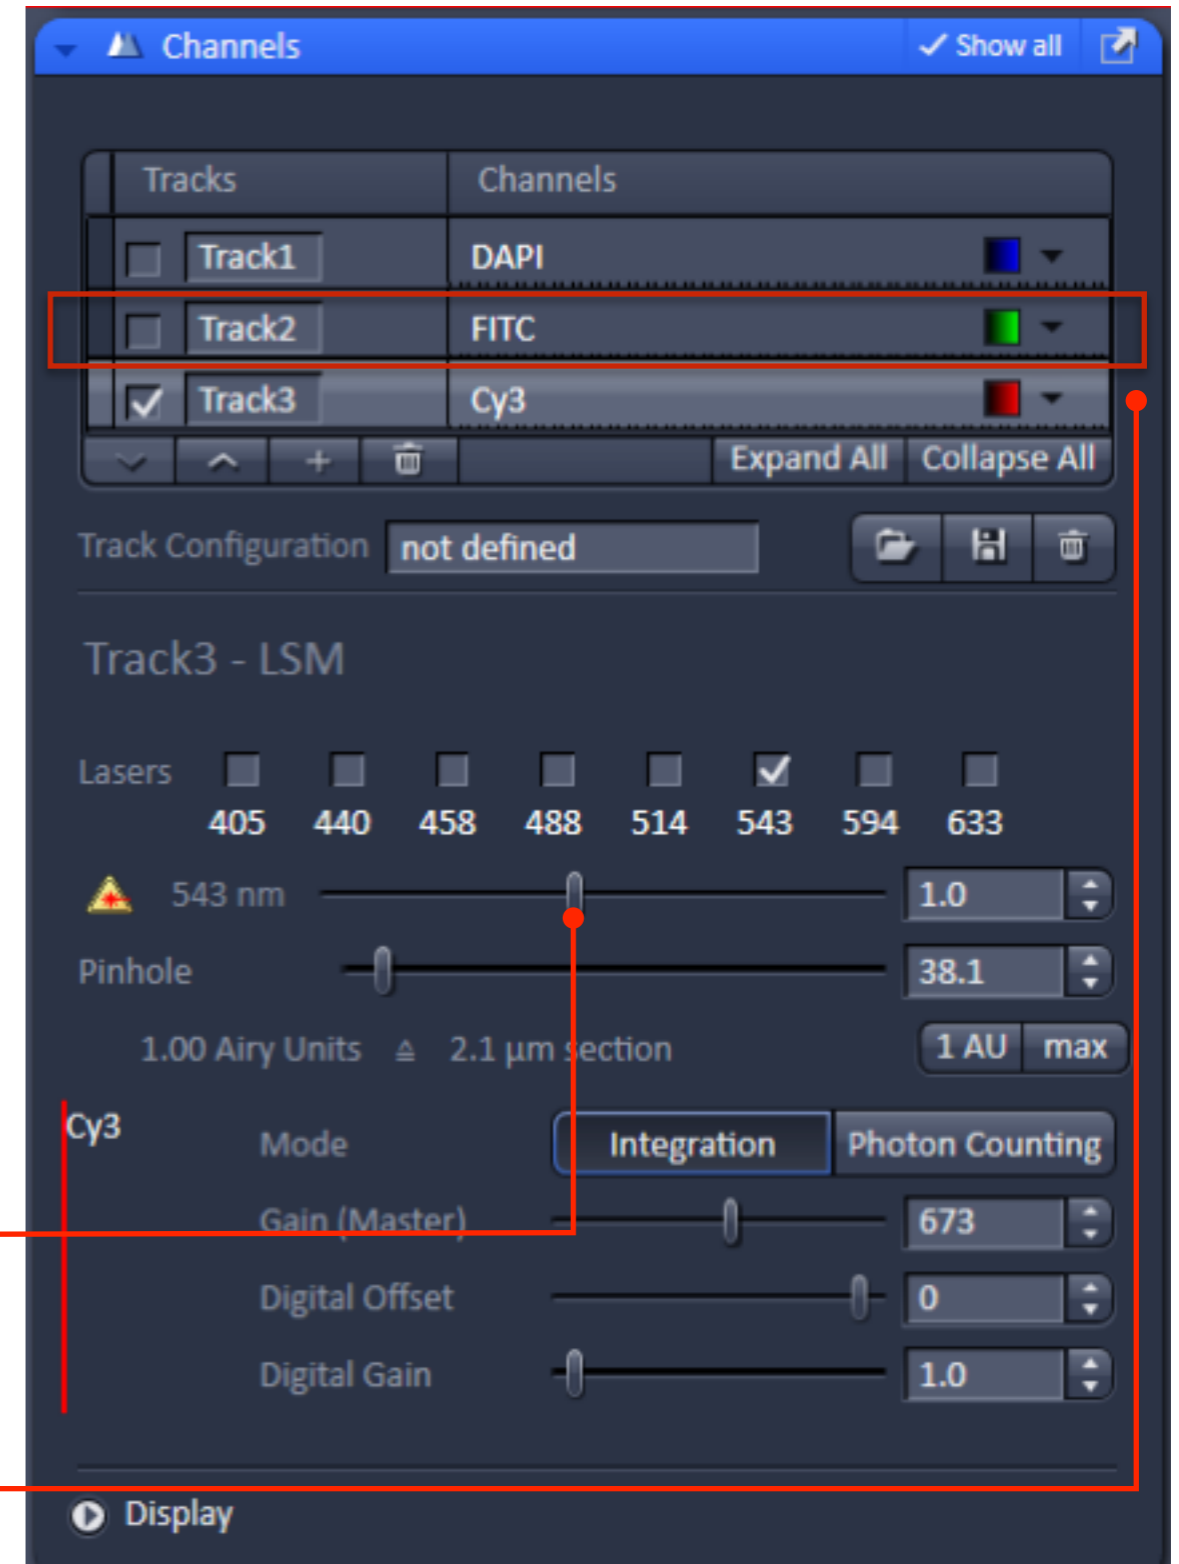 Channels Show all
Tracks Channels
Track1 DAPI
Track2 FITC
Track3 Cy3
Expand All Collapse All
Track Configuration not defined
Track3 - LSM
Lasers
405 440 458 488 514 543 594 633
543 nm 1.0
Pinhole 38.1
1.00 Airy Units ≙ 2.1 µm section 1 AU max
Cy3
Mode Integration Photon Counting
Gain (Master) 673
Digital Offset 0
Digital Gain 1.0
Display